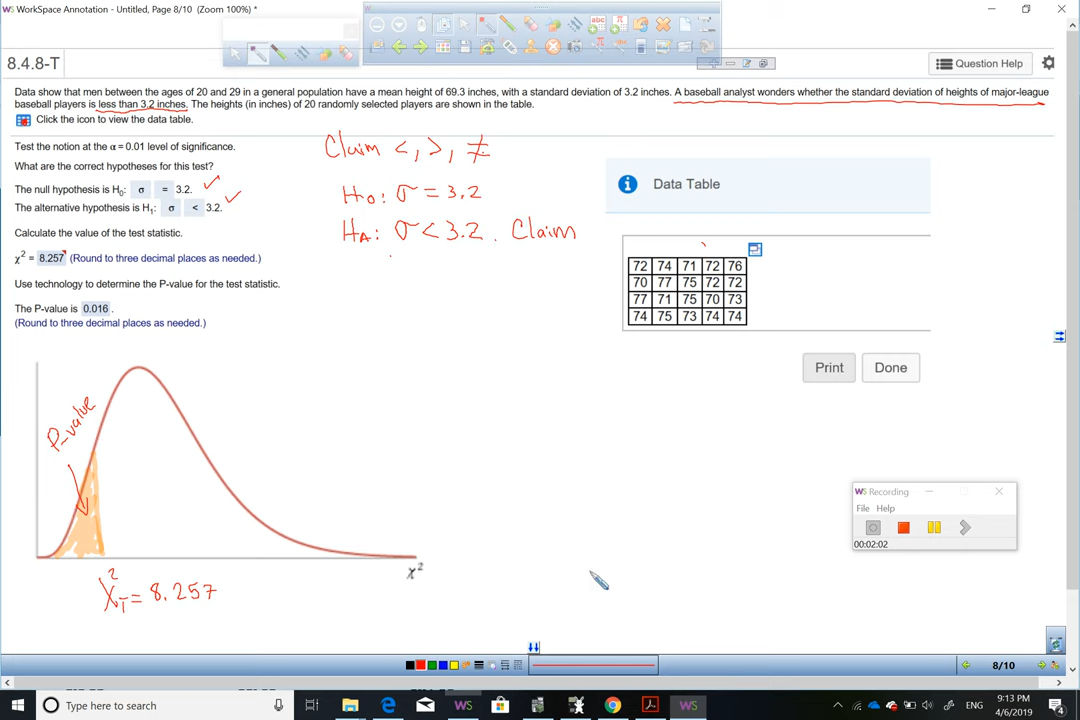 WS WorkSpace Annotation - Untitled, Page 8/10 (Zoom 100%) *
8.4.8-T
Question Help
Data show that men between the ages of 20 and 29 in a general population have a mean height of 69.3 inches, with a standard deviation of 3.2 inches. A baseball analyst wonders whether the standard deviation of heights of major-league
baseball players is less than 3.2 inches. The heights (in inches) of 20 randomly selected players are shown in the table.
Click the icon to view the data table.
Test the notion at the α = 0.01 level of significance.
What are the correct hypotheses for this test?
The null hypothesis is H₀: σ = 3.2.
The alternative hypothesis is H₁: σ < 3.2.
Calculate the value of the test statistic.
χ² = 8.257 (Round to three decimal places as needed.)
Use technology to determine the P-value for the test statistic.
The P-value is 0.016.
(Round to three decimal places as needed.)
Claim <, >, ≠
H₀: σ = 3.2
Hₐ: σ < 3.2. Claim
Data Table
72 74 71 72 76
70 77 75 72 72
77 71 75 70 73
74 75 73 74 74
Print Done
P-value
χ²
χ²T = 8.257
WS Recording
File Help
00:02:02
8/10
Type here to search
ENG
9:13 PM
4/6/2019
4